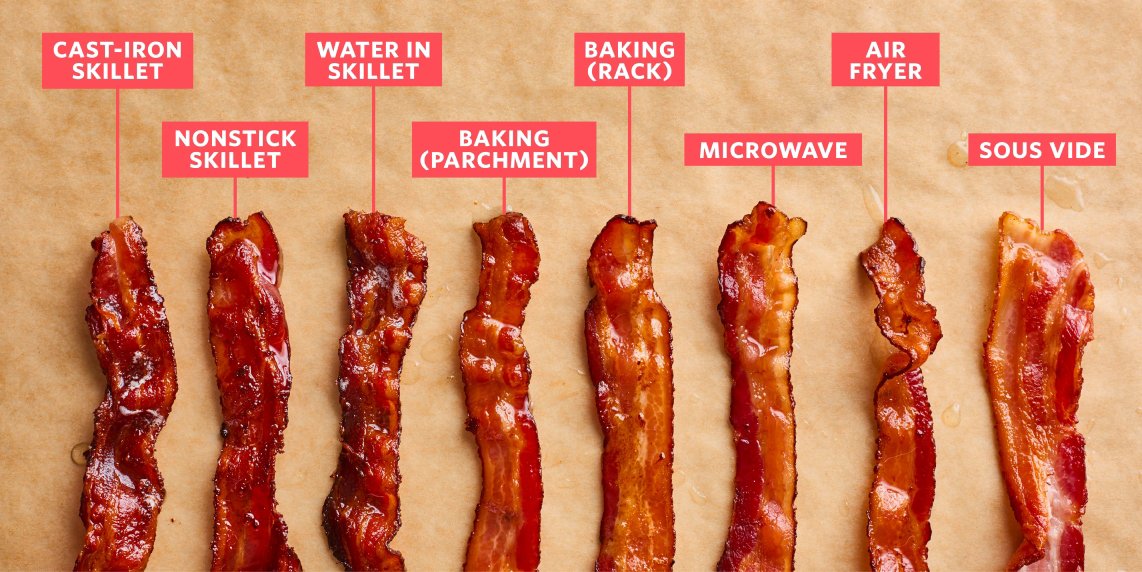 CAST-IRON
SKILLET
NONSTICK
SKILLET
WATER IN
SKILLET
BAKING
(PARCHMENT)
BAKING
(RACK)
MICROWAVE
AIR
FRYER
SOUS VIDE